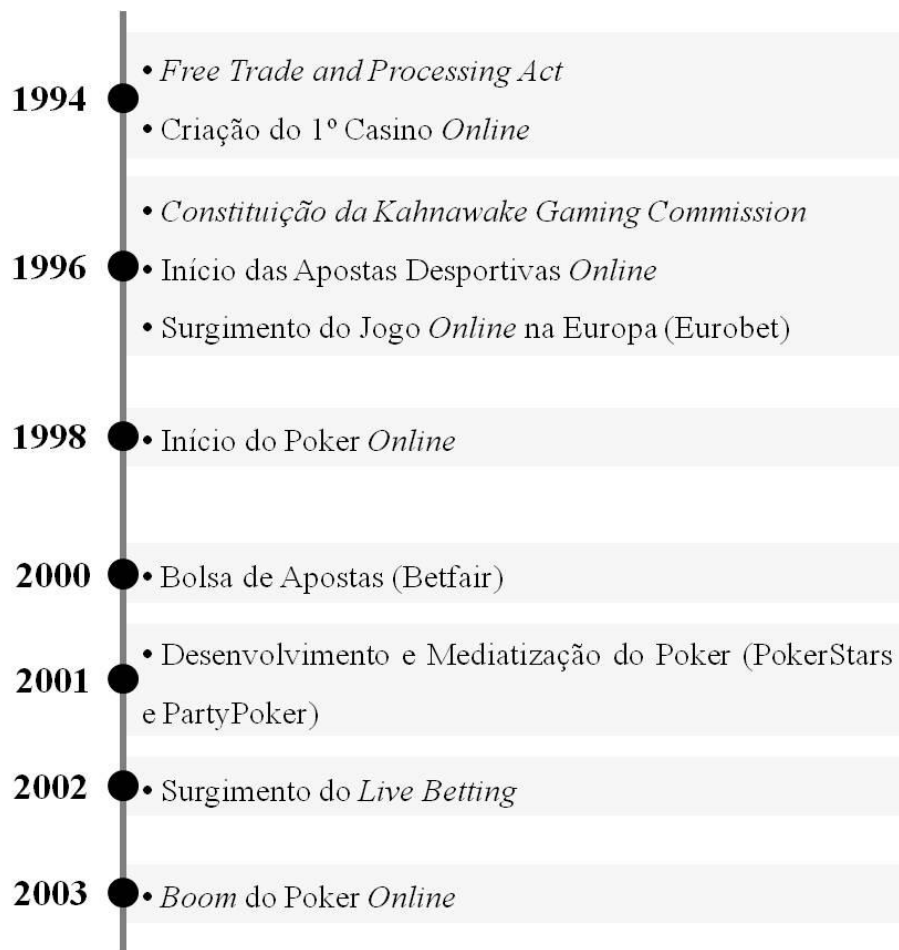 1994
• Free Trade and Processing Act
• Criação do 1º Casino Online
1996
• Constituição da Kahnawake Gaming Commission
• Início das Apostas Desportivas Online
• Surgimento do Jogo Online na Europa (Eurobet)
1998
• Início do Poker Online
2000
• Bolsa de Apostas (Betfair)
2001
• Desenvolvimento e Mediatização do Poker (PokerStars
e PartyPoker)
2002
• Surgimento do Live Betting
2003
• Boom do Poker Online